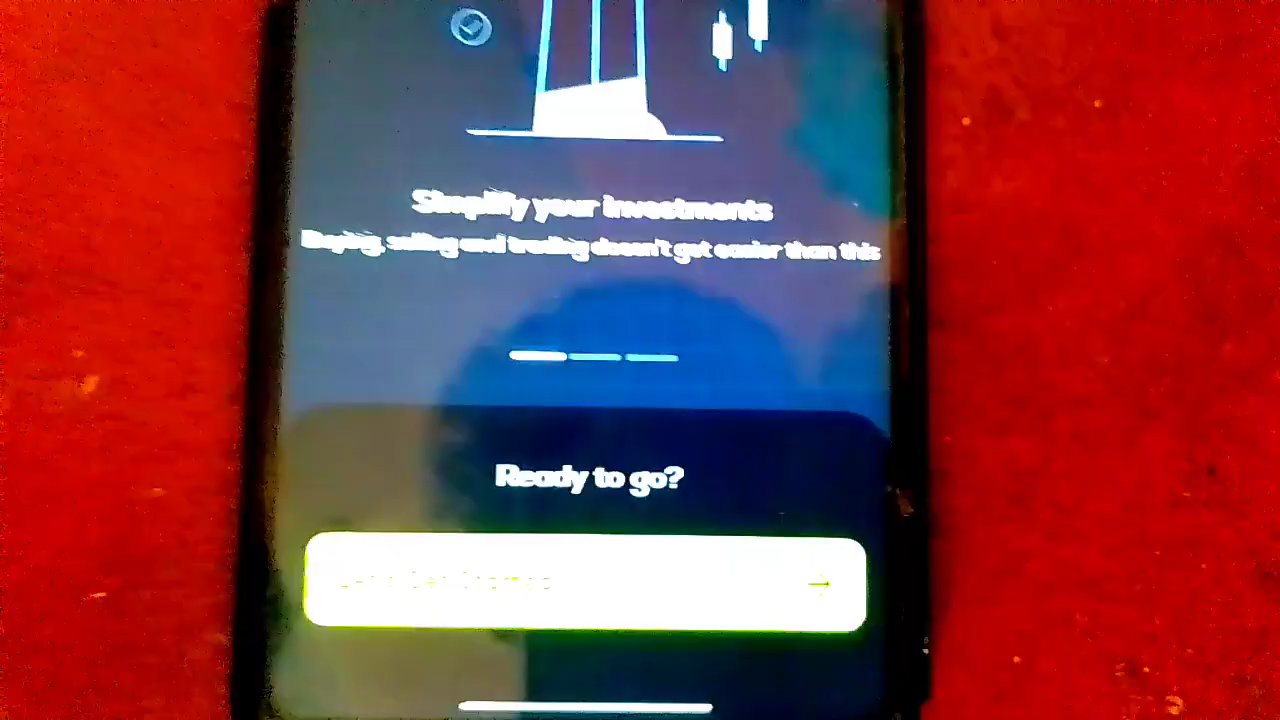 Simplify your investments
Buying, selling and trading doesn't get easier than this
Ready to go?